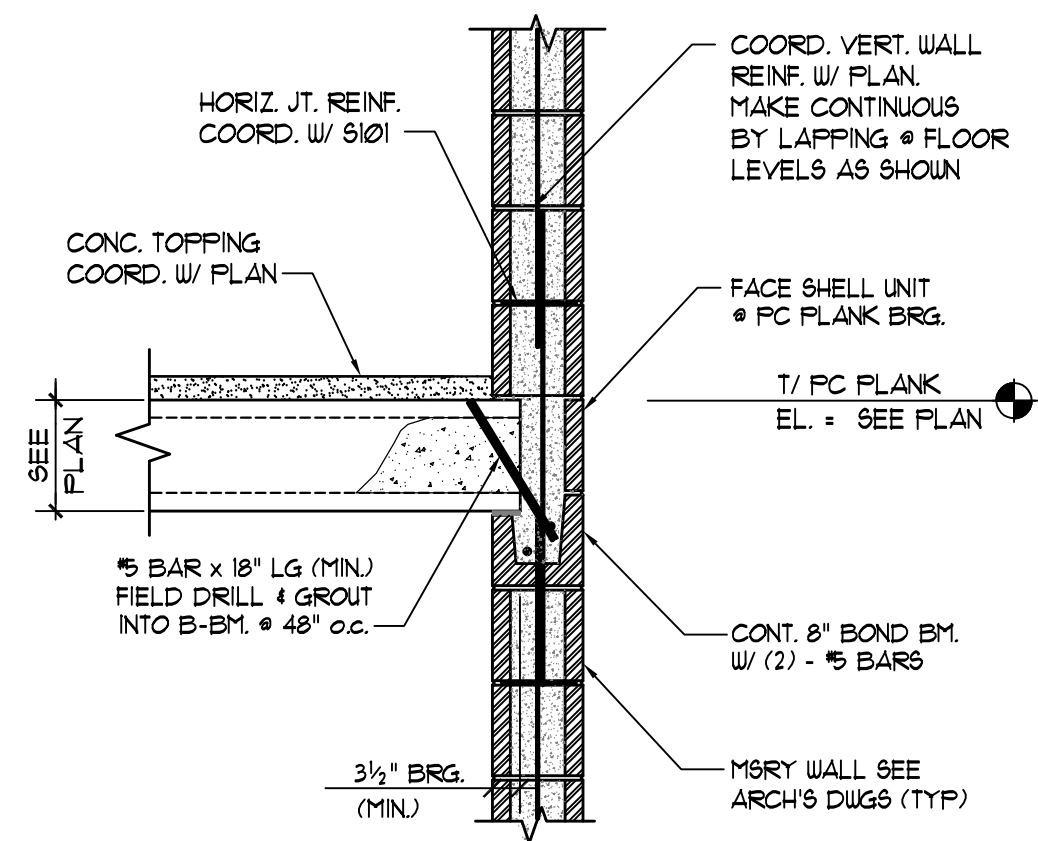 COORD. VERT. WALL
REINF. W/ PLAN.
MAKE CONTINUOUS
BY LAPPING @ FLOOR
LEVELS AS SHOWN
HORIZ. JT. REINF.
COORD. W/ S101
CONC. TOPPING
COORD. W/ PLAN
FACE SHELL UNIT
@ PC PLANK BRG.
T/ PC PLANK
EL. = SEE PLAN
SEE
PLAN
#5 BAR x 18" LG (MIN.)
FIELD DRILL & GROUT
INTO B-BM. @ 48" o.c.
CONT. 8" BOND BM.
W/ (2) - #5 BARS
3½" BRG.
(MIN.)
MSRY WALL SEE
ARCH'S DWGS (TYP)